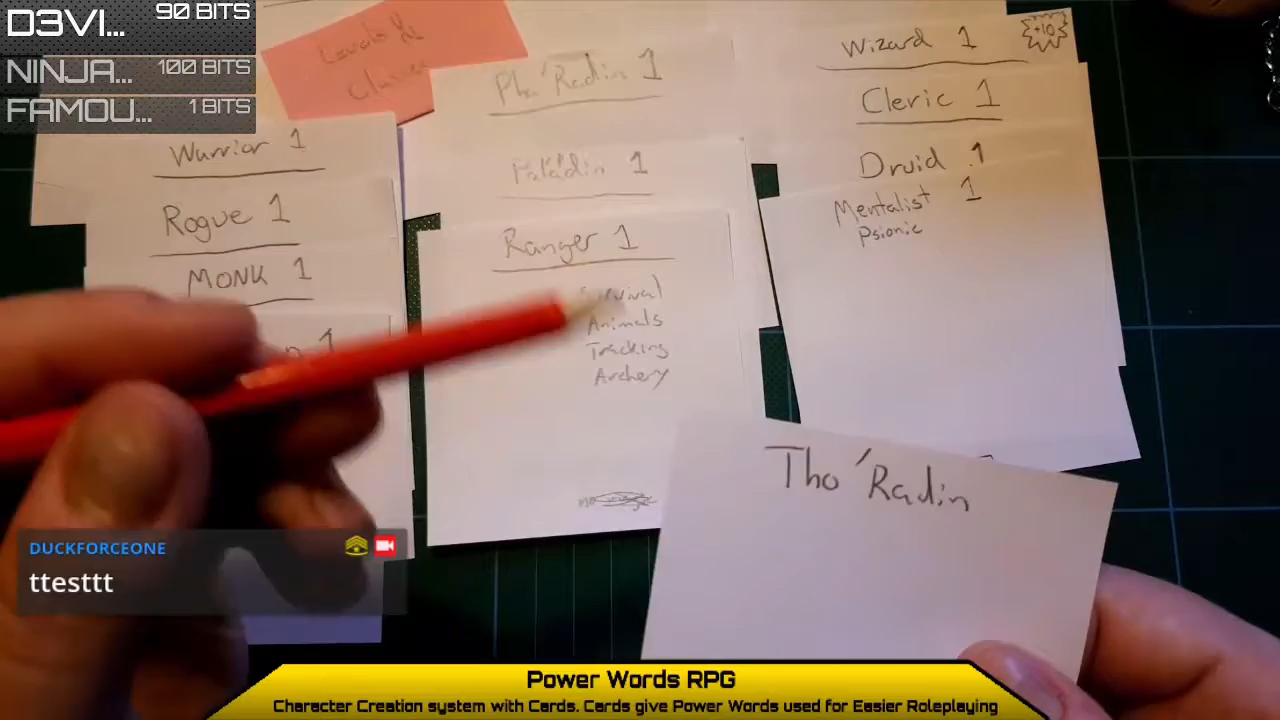 D3VI... 90 BITS
NINJA... 100 BITS
FAMOU... 1 BITS
Warrior 1
Rogue 1
MONK 1
Pha'Radin 1
Paladin 1
Ranger 1
Survival
Animals
Tracking
Archery
no
Wizard 1
+10
Cleric 1
Druid 1
Mentalist 1
Psionic
Tho'Radin
DUCKFORCEONE
ttesttt
Power Words RPG
Character Creation system with Cards. Cards give Power Words used for Easier Roleplaying